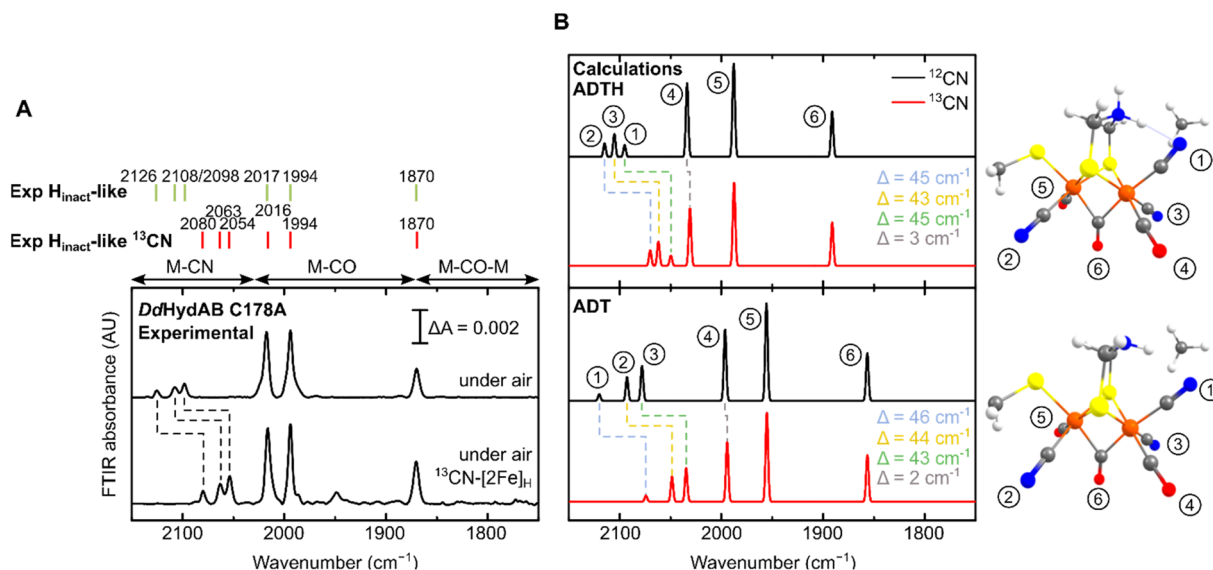 A
Exp Hinact-like 2126 2108/2098 2017 1994 1870
2063 2016
Exp Hinact-like 13CN 2080 2054 1994 1870
M-CN M-CO M-CO-M
DdHydAB C178A
Experimental
ΔA = 0.002
under air
under air
13CN-[2Fe]H
FTIR absorbance (AU)
2100 2000 1900 1800
Wavenumber (cm−1)
B
Calculations
ADTH
12CN
13CN
2 3 1 4 5 6
Δ = 45 cm−1
Δ = 43 cm−1
Δ = 45 cm−1
Δ = 3 cm−1
ADT
1 2 3 4 5 6
Δ = 46 cm−1
Δ = 44 cm−1
Δ = 43 cm−1
Δ = 2 cm−1
2100 2000 1900 1800
Wavenumber (cm−1)
1
5
3
2
6
4
1
5
3
2
6
4